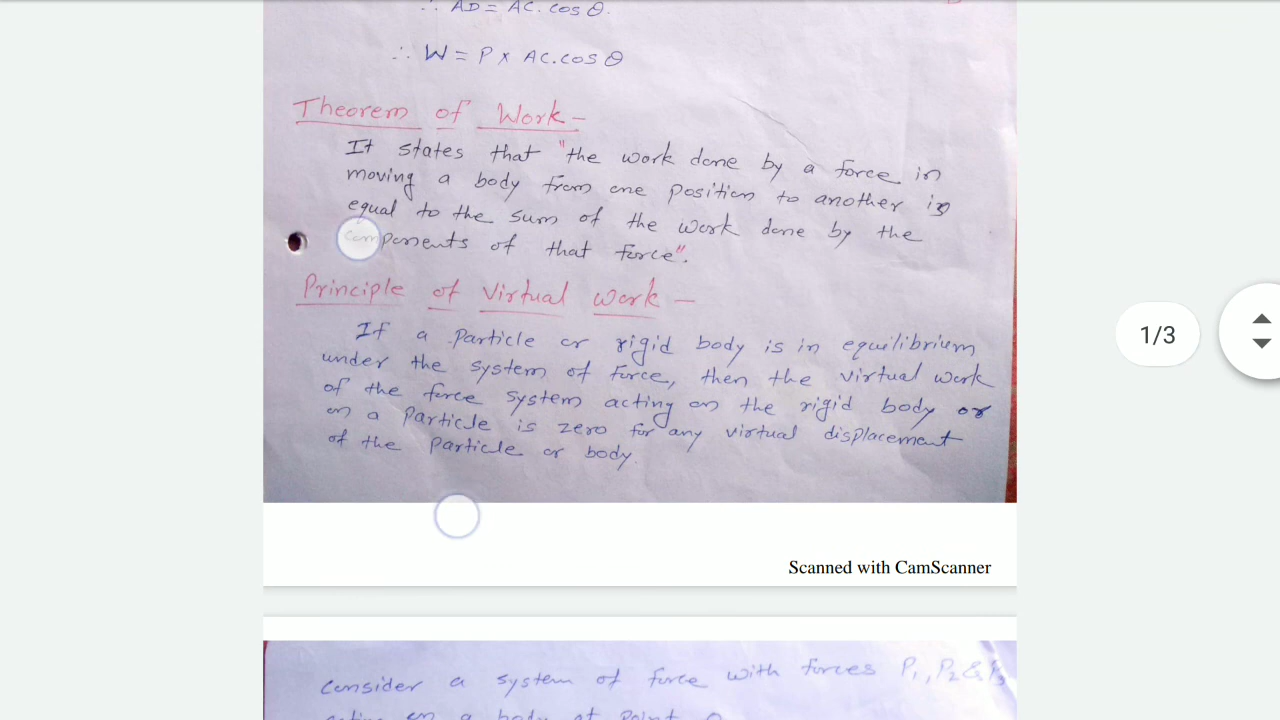 ∴ AD = AC. cos θ.
∴ W = P x AC.cos θ
Theorem of Work -
It states that "the work done by a force in
moving a body from one position to another is
equal to the sum of the work done by the
components of that force".
Principle of virtual work -
If a particle or rigid body is in equilibrium
under the system of force, then the virtual work
of the force system acting on the rigid body or
on a particle is zero for any virtual displacement
of the particle or body.
Scanned with CamScanner
1/3
Consider a system of force with forces P1, P2 & P3
acting on a body at point O